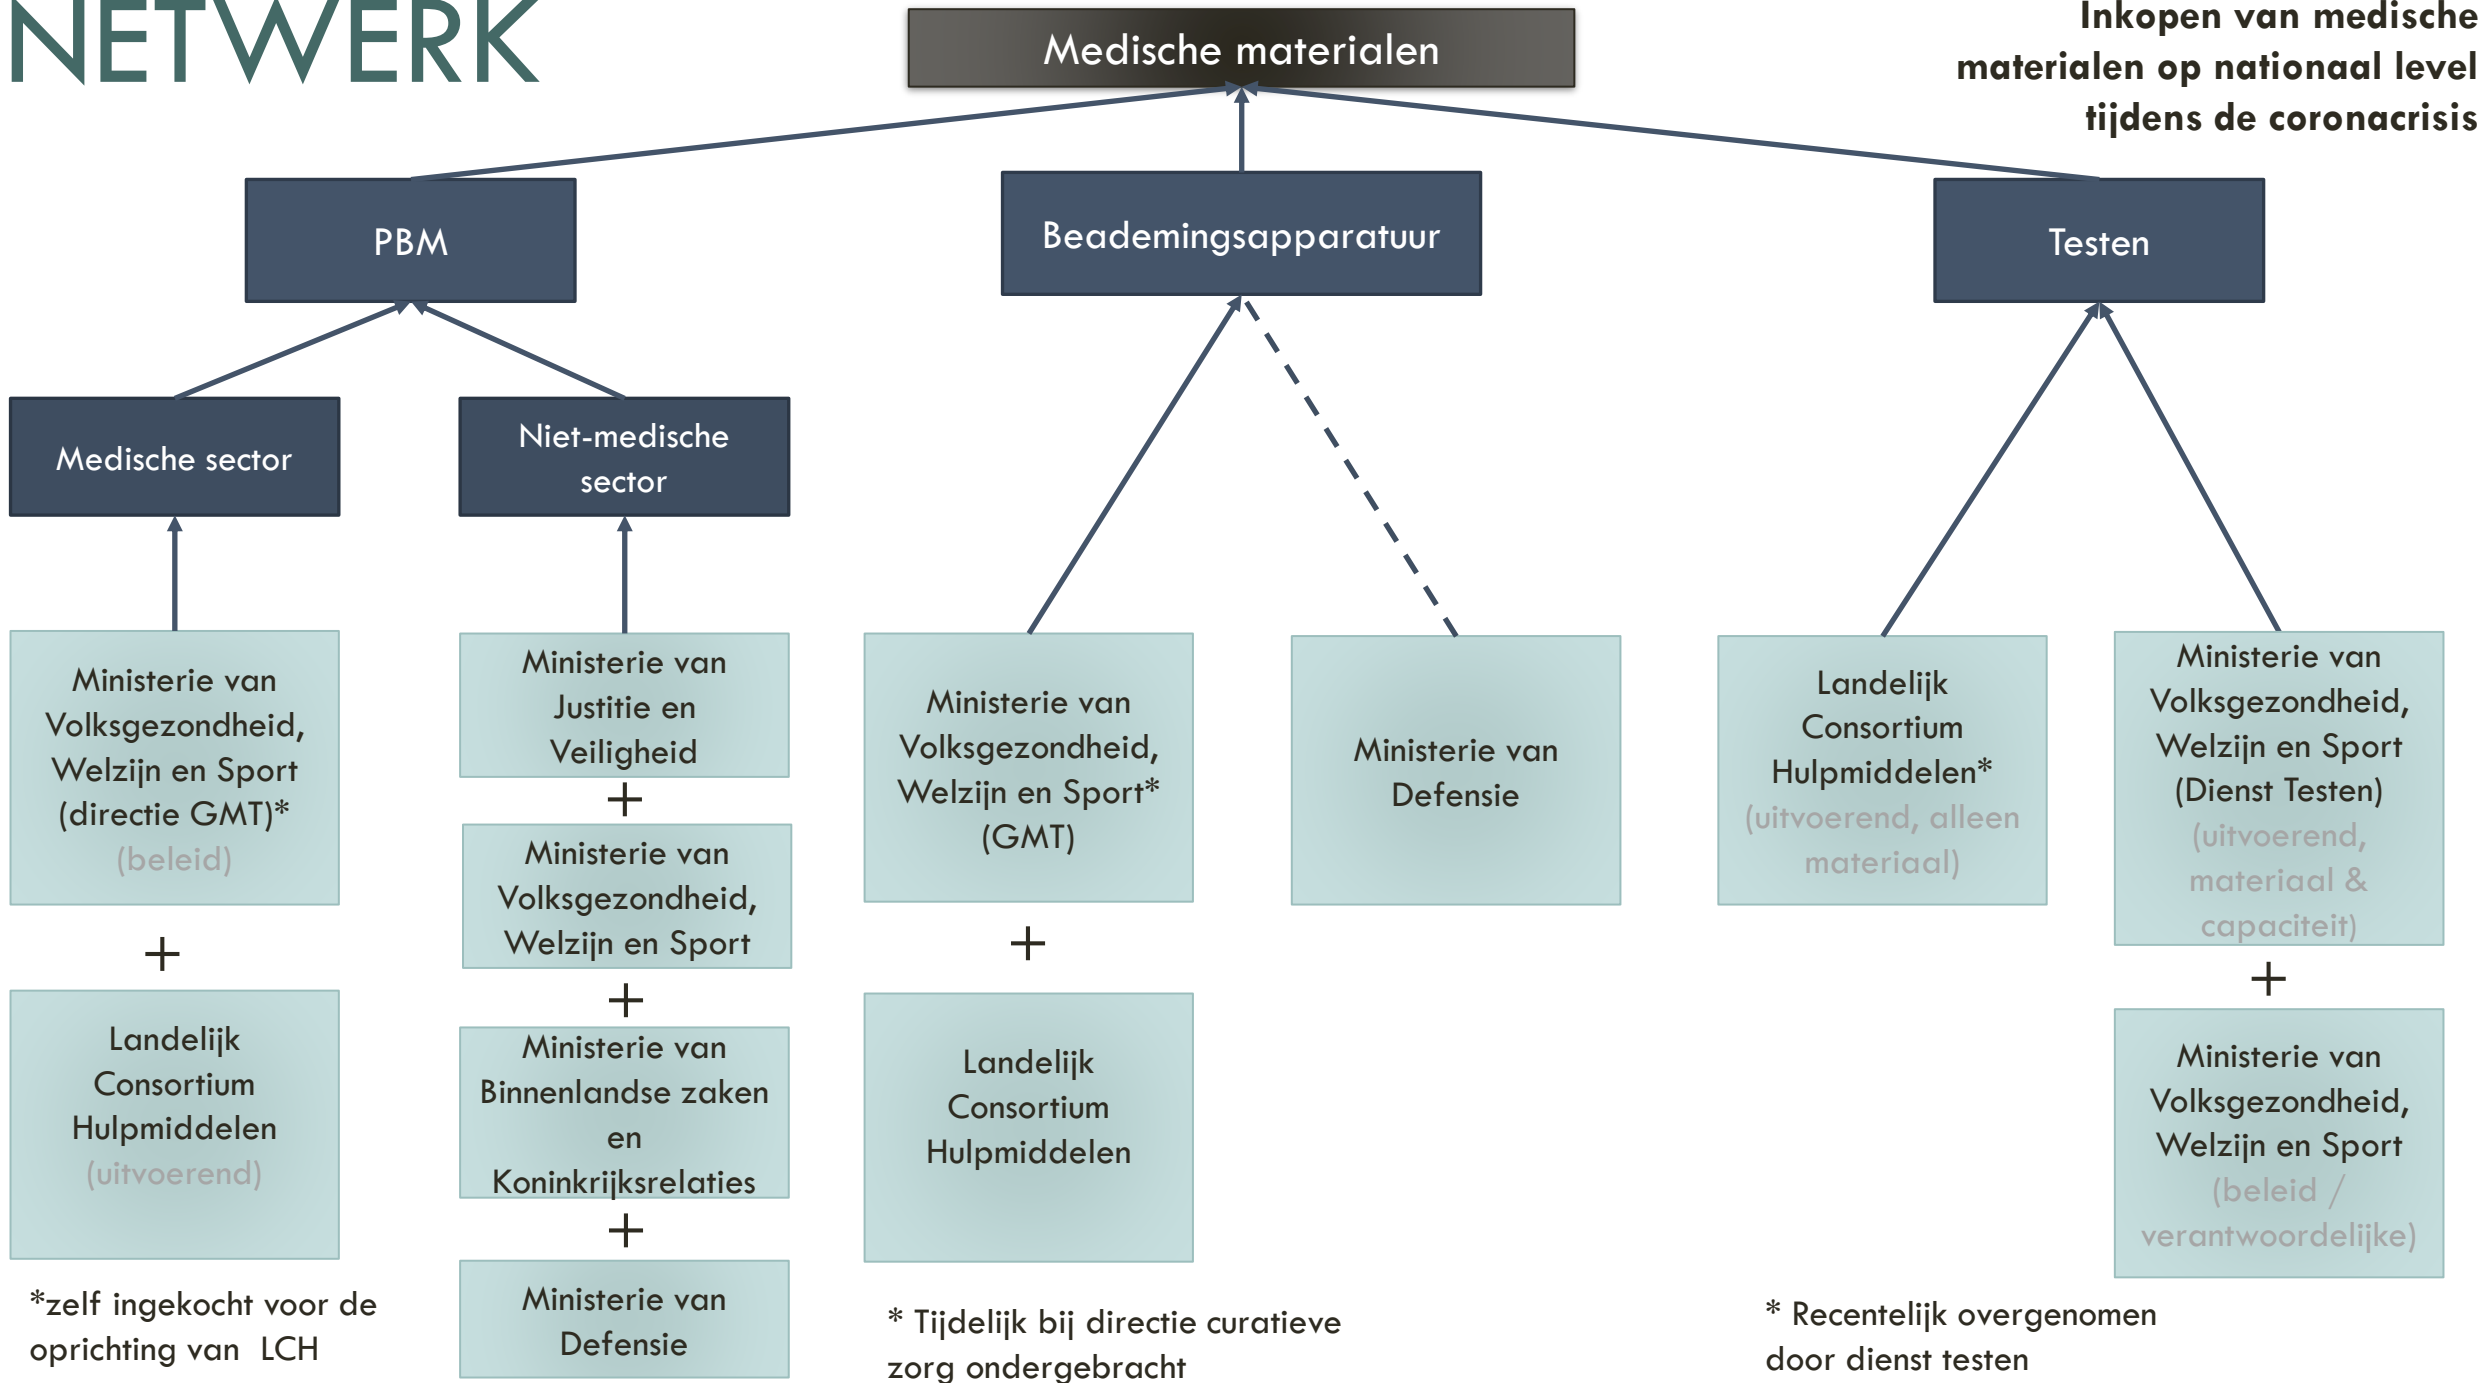 NETWERK
Medische materialen
Inkopen van medische
materialen op nationaal level
tijdens de coronacrisis
PBM
Beademingsapparatuur
Testen
Medische sector
Niet-medische
sector
Ministerie van
Volksgezondheid,
Welzijn en Sport
(directie GMT)*
(beleid)
+
Landelijk
Consortium
Hulpmiddelen
(uitvoerend)
*zelf ingekocht voor de
oprichting van LCH
Ministerie van
Justitie en
Veiligheid
+
Ministerie van
Volksgezondheid,
Welzijn en Sport
+
Ministerie van
Binnenlandse zaken
en
Koninkrijksrelaties
+
Ministerie van
Defensie
Ministerie van
Volksgezondheid,
Welzijn en Sport*
(GMT)
+
Landelijk
Consortium
Hulpmiddelen
* Tijdelijk bij directie curatieve
zorg ondergebracht
Ministerie van
Defensie
Landelijk
Consortium
Hulpmiddelen*
(uitvoerend, alleen
materiaal)
* Recentelijk overgenomen
door dienst testen
Ministerie van
Volksgezondheid,
Welzijn en Sport
(Dienst Testen)
(uitvoerend,
materiaal &
capaciteit)
+
Ministerie van
Volksgezondheid,
Welzijn en Sport
(beleid /
verantwoordelijke)